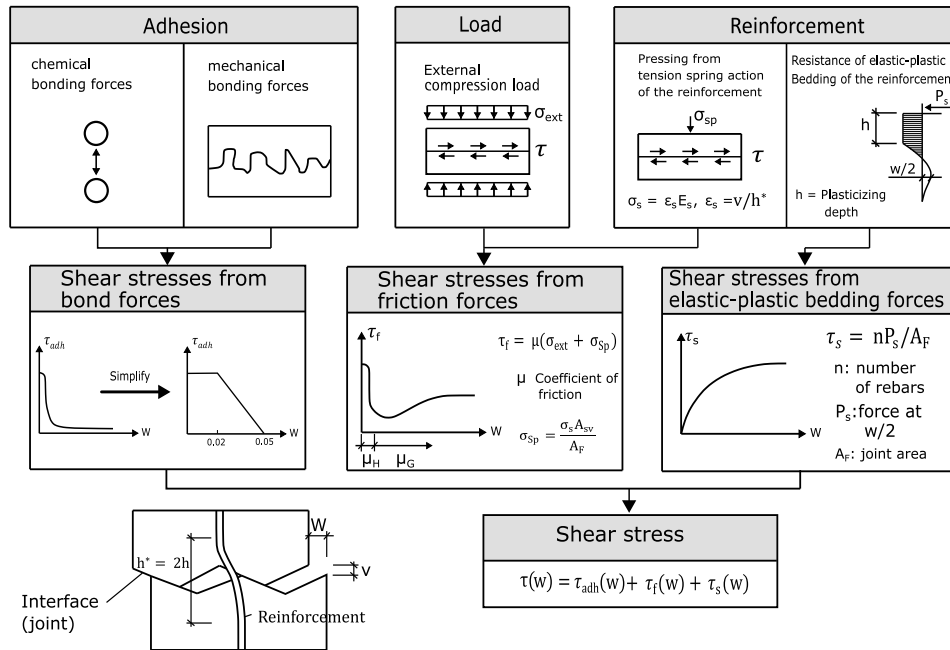 Adhesion
chemical
bonding forces
mechanical
bonding forces
Load
External
compression load
σext
τ
Reinforcement
Pressing from
tension spring action
of the reinforcement
σsp
τ
σs = εsEs, εs =v/h*
Resistance of elastic-plastic
Bedding of the reinforcement
Ps
h
w/2
h = Plasticizing
depth
Shear stresses from
bond forces
τadh
Simplify
W
τadh
0.02
0.05
W
Shear stresses from
friction forces
τf
W
μH
μG
τf = μ(σext + σSp)
μ Coefficient of
friction
σSp = σsAsv/AF
Shear stresses from
elastic-plastic bedding forces
τs
W
τs = nPs/AF
n: number
of rebars
Ps:force at
w/2
AF: joint area
Shear stress
τ(w) = τadh(w)+ τf(w) + τs(w)
W
h* = 2h
v
Interface
(joint)
Reinforcement